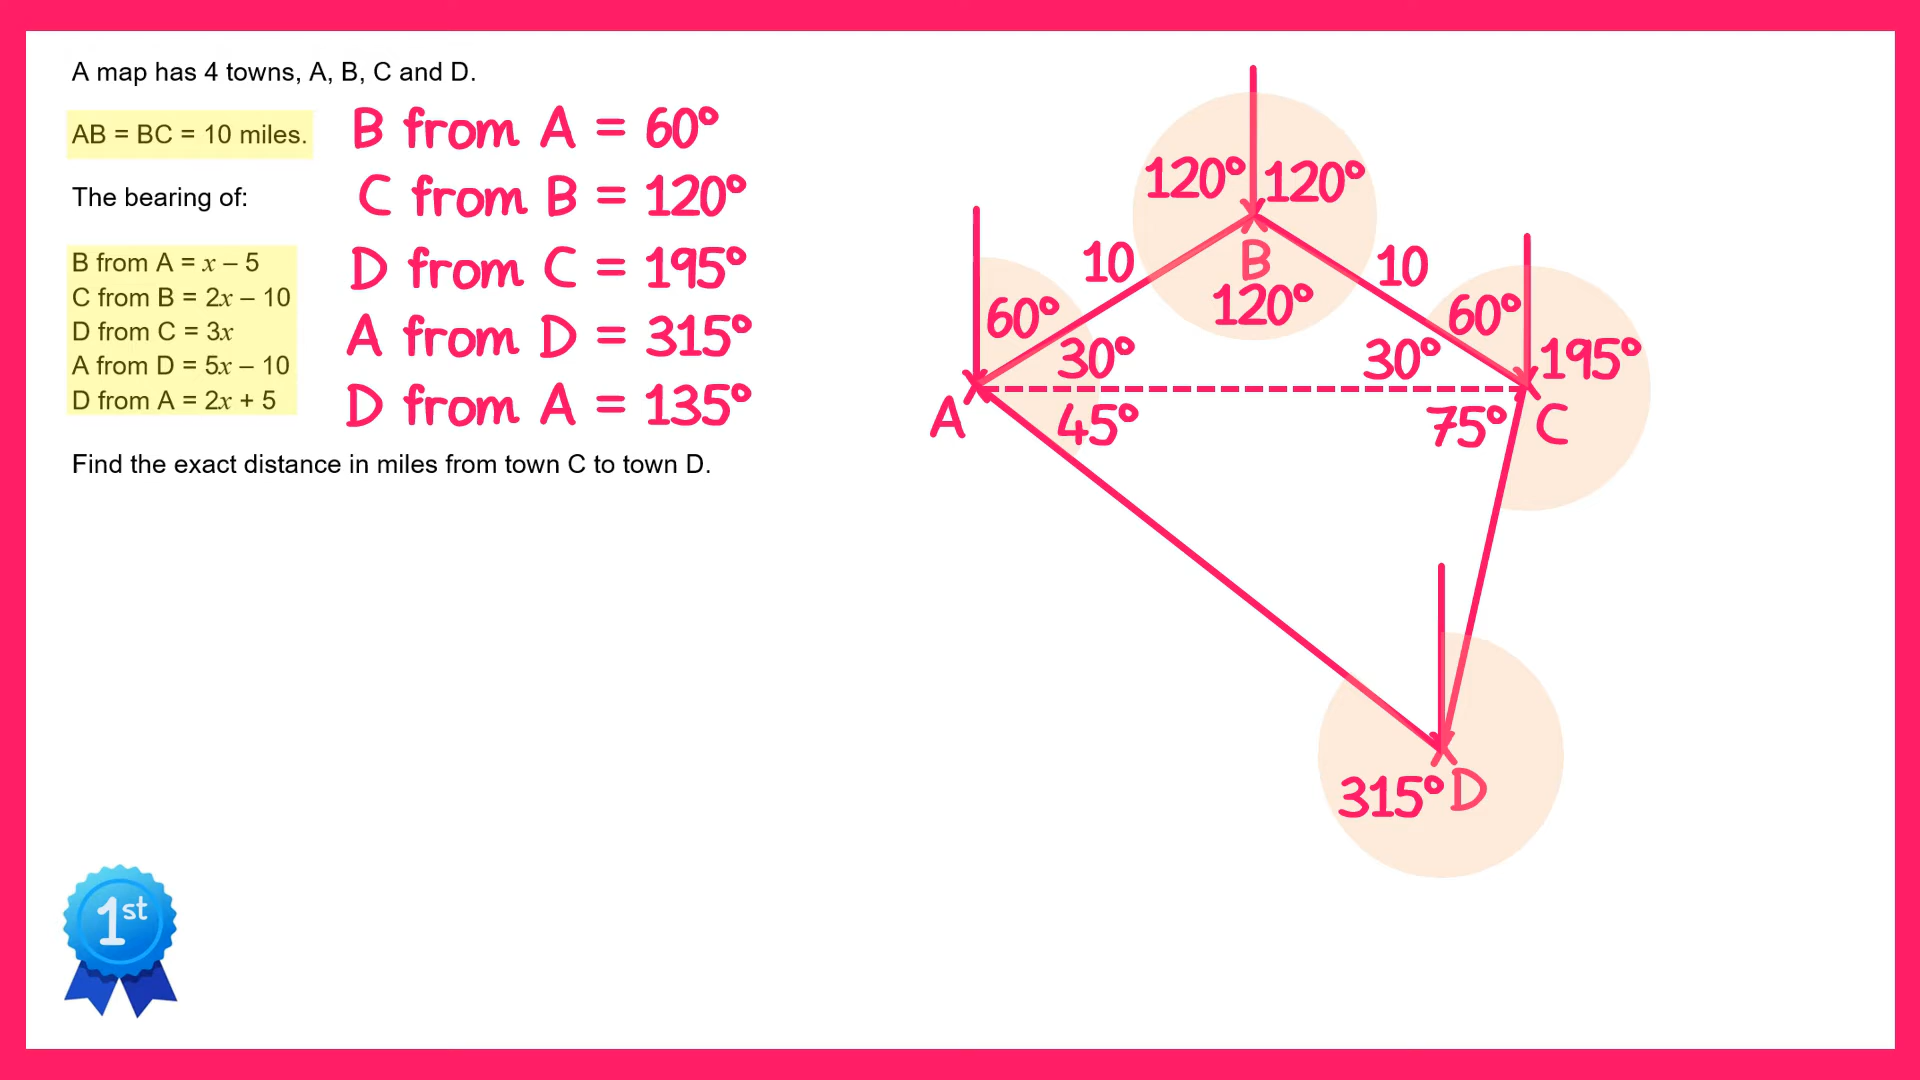 A map has 4 towns, A, B, C and D.
AB = BC = 10 miles.
The bearing of:
B from A = x – 5
C from B = 2x – 10
D from C = 3x
A from D = 5x – 10
D from A = 2x + 5
Find the exact distance in miles from town C to town D.
B from A = 60°
C from B = 120°
D from C = 195°
A from D = 315°
D from A = 135°
120° 120°
B
120°
10
10
60°
30°
45°
A
60°
30°
75°
195°
C
315° D
1st